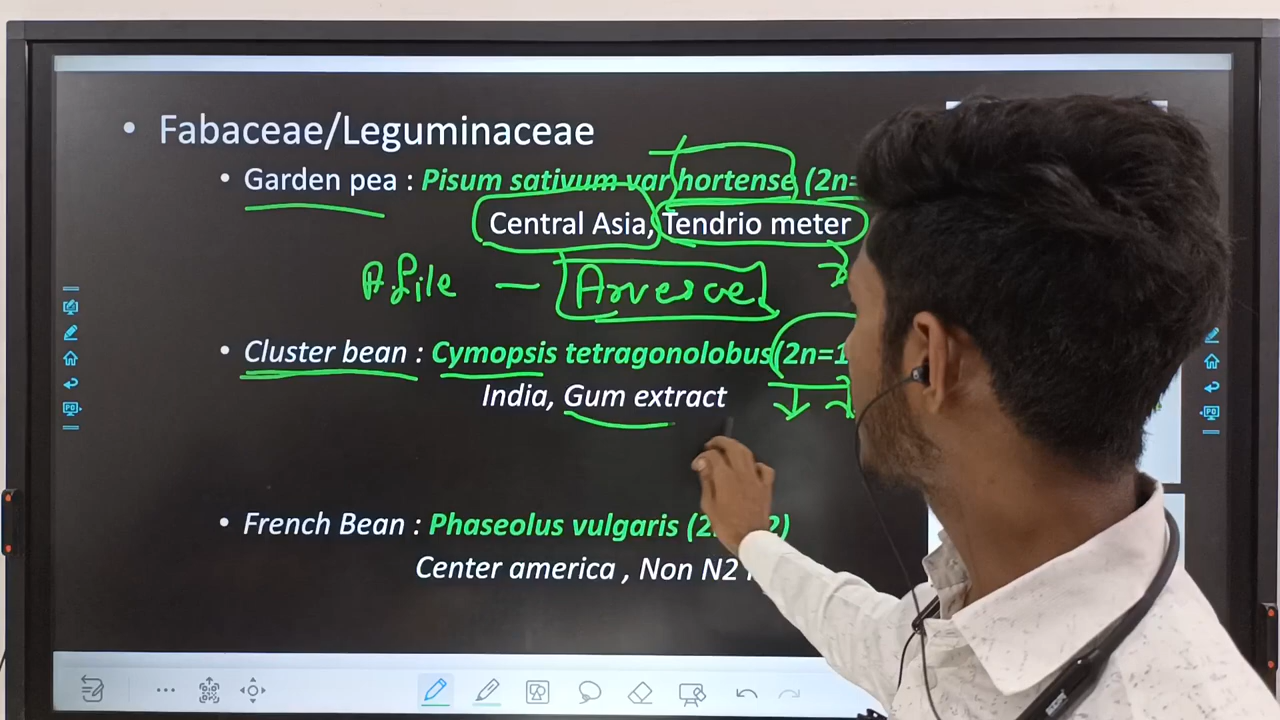 • Fabaceae/Leguminaceae
• Garden pea : Pisum sativum var hortense (2n=
Central Asia, Tendrio meter
Afile — Arvense
• Cluster bean : Cymopsis tetragonolobus(2n=1
India, Gum extract
• French Bean : Phaseolus vulgaris (2
Center america , Non N2